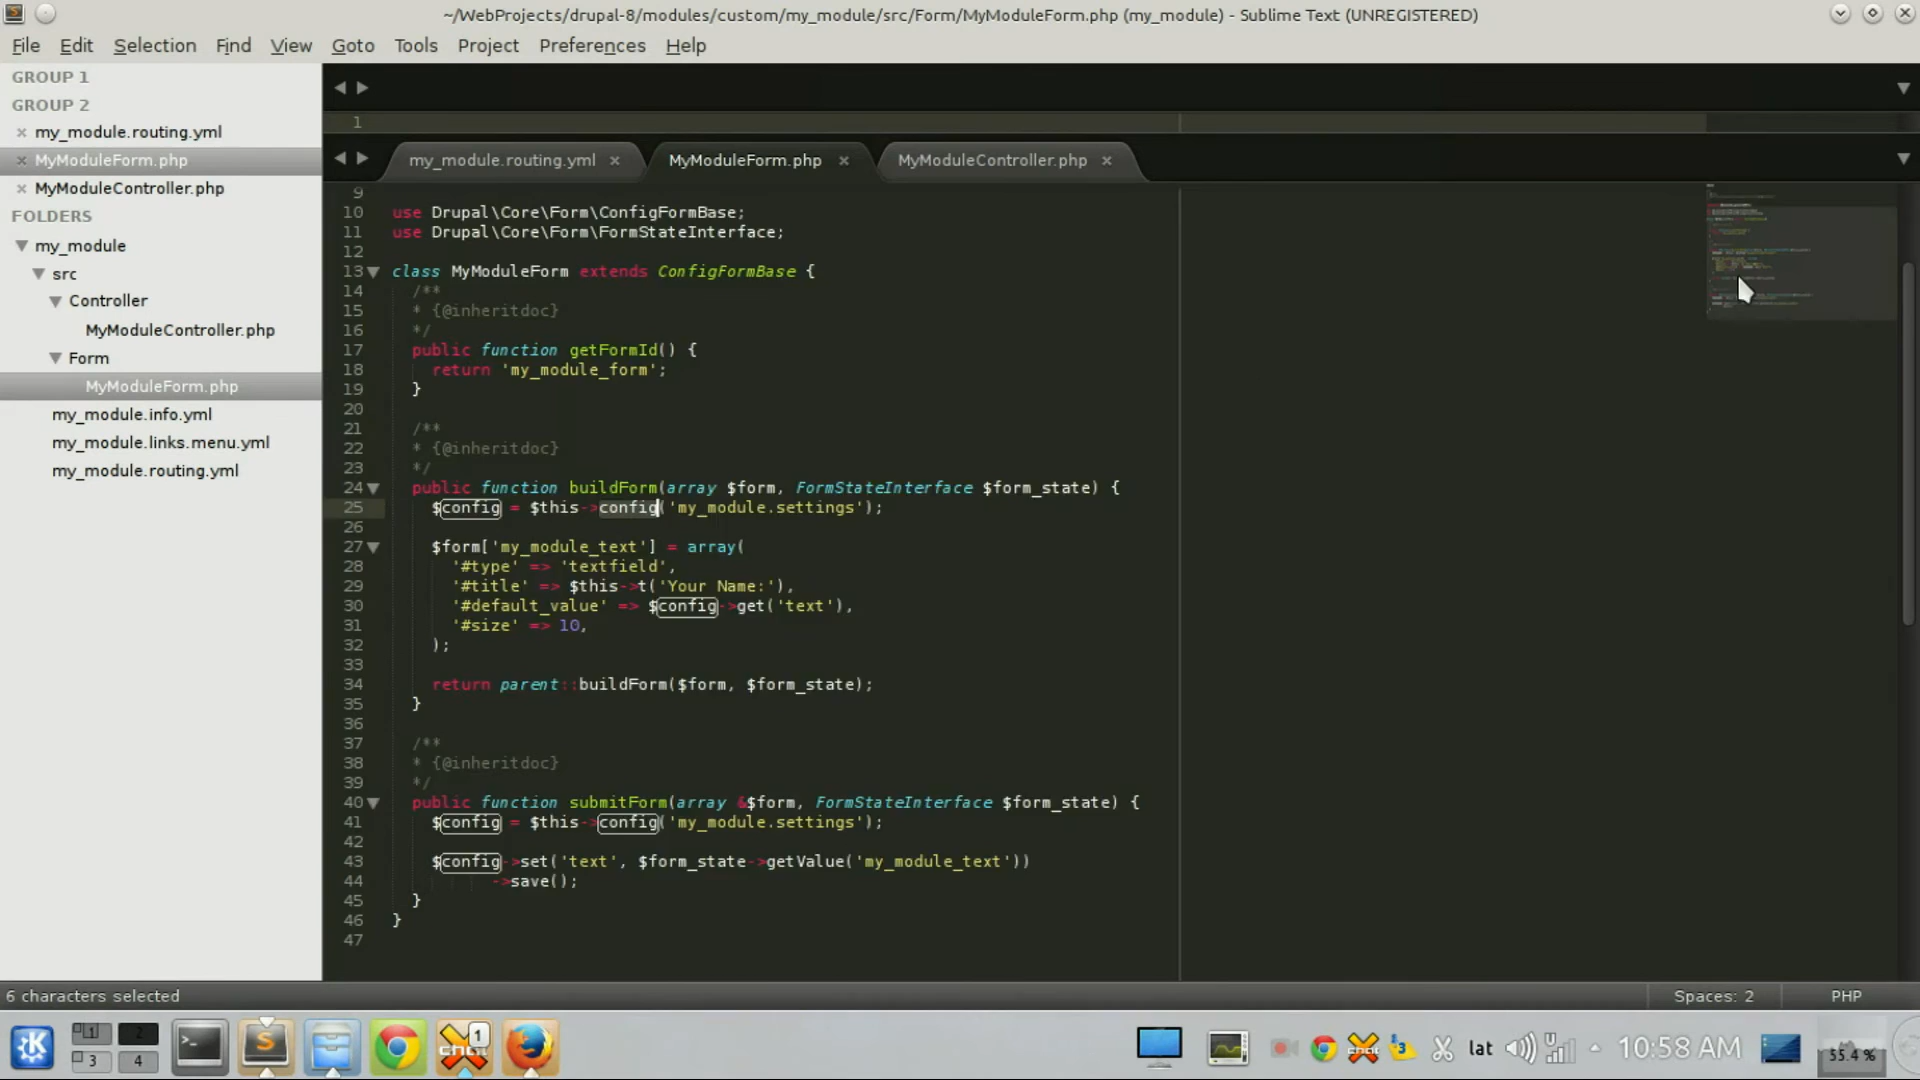 ~/WebProjects/drupal-8/modules/custom/my_module/src/Form/MyModuleForm.php (my_module) - Sublime Text (UNREGISTERED)
File Edit Selection Find View Goto Tools Project Preferences Help
GROUP 1
GROUP 2
my_module.routing.yml
MyModuleForm.php
MyModuleController.php
FOLDERS
my_module
src
Controller
MyModuleController.php
Form
MyModuleForm.php
my_module.info.yml
my_module.links.menu.yml
my_module.routing.yml
1
my_module.routing.yml MyModuleForm.php MyModuleController.php
9
10 use Drupal\Core\Form\ConfigFormBase;
11 use Drupal\Core\Form\FormStateInterface;
12
13 class MyModuleForm extends ConfigFormBase {
14 /**
15 * {@inheritdoc}
16 */
17 public function getFormId() {
18 return 'my_module_form';
19 }
20
21 /**
22 * {@inheritdoc}
23 */
24 public function buildForm(array $form, FormStateInterface $form_state) {
25 $config = $this->config('my_module.settings');
26
27 $form['my_module_text'] = array(
28 '#type' => 'textfield',
29 '#title' => $this->t('Your Name:'),
30 '#default_value' => $config->get('text'),
31 '#size' => 10,
32 );
33
34 return parent::buildForm($form, $form_state);
35 }
36
37 /**
38 * {@inheritdoc}
39 */
40 public function submitForm(array &$form, FormStateInterface $form_state) {
41 $config = $this->config('my_module.settings');
42
43 $config->set('text', $form_state->getValue('my_module_text'))
44 ->save();
45 }
46 }
47
6 characters selected Spaces: 2 PHP
1 2
3 4
1
3
lat
10:58 AM
55.4 %